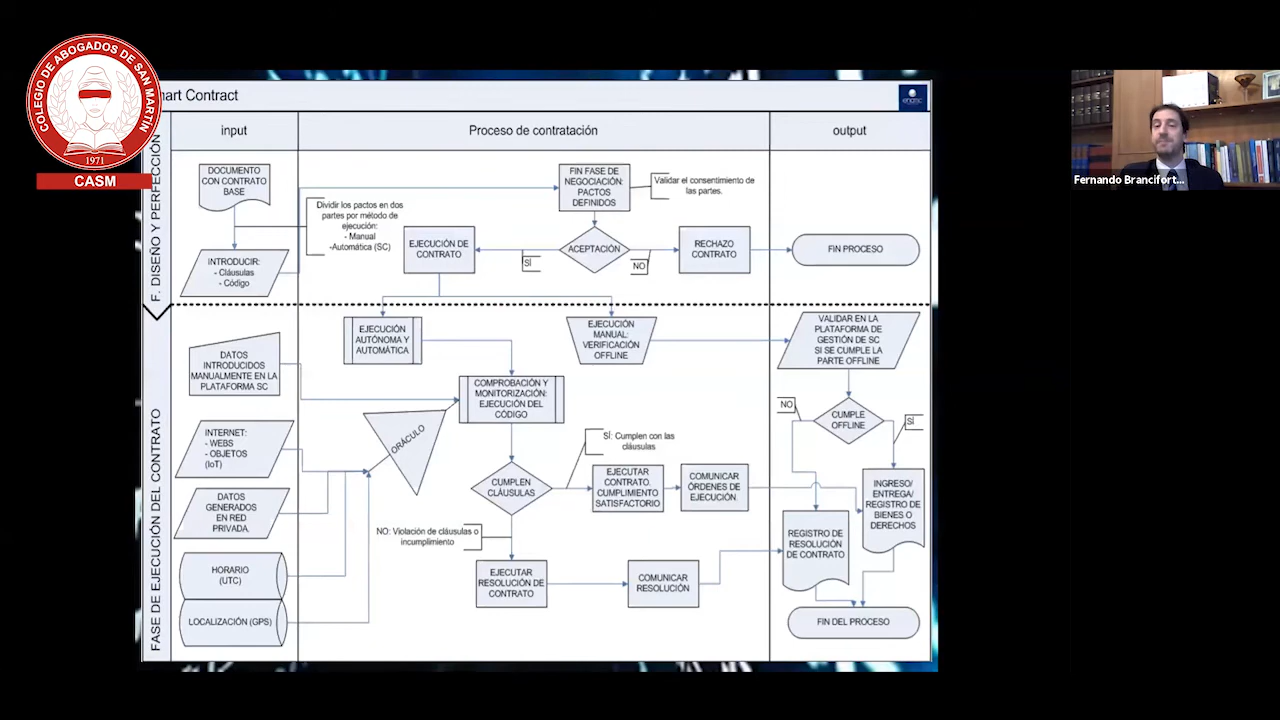 COLEGIO DE ABOGADOS DE SAN MARTÍN
1971
CASM
Fernando Brancifort...
mart Contract
input
Proceso de contratación
output
F. DISEÑO Y PERFECCIÓN
DOCUMENTO
CON CONTRATO
BASE
Dividir los pactos en dos
partes por método de
ejecución:
- Manual
-Automática (SC)
INTRODUCIR:
- Cláusulas
- Código
FIN FASE DE
NEGOCIACIÓN:
PACTOS
DEFINIDOS
Validar el consentimiento de
las partes.
EJECUCIÓN DE
CONTRATO
SÍ
ACEPTACIÓN
NO
RECHAZO
CONTRATO
FIN PROCESO
FASE DE EJECUCIÓN DEL CONTRATO
DATOS
INTRODUCIDOS
MANUALMENTE EN LA
PLATAFORMA SC
INTERNET:
- WEBS
- OBJETOS
(IoT)
DATOS
GENERADOS
EN RED
PRIVADA.
HORARIO
(UTC)
LOCALIZACIÓN (GPS)
EJECUCIÓN
AUTÓNOMA Y
AUTOMÁTICA
EJECUCIÓN
MANUAL:
VERIFICACIÓN
OFFLINE
COMPROBACIÓN Y
MONITORIZACIÓN:
EJECUCIÓN DEL
CÓDIGO
ORÁCULO
SÍ: Cumplen con las
cláusulas
CUMPLEN
CLÁUSULAS
EJECUTAR
CONTRATO.
CUMPLIMIENTO
SATISFACTORIO
COMUNICAR
ÓRDENES DE
EJECUCIÓN.
NO: Violación de cláusulas o
incumplimiento
EJECUTAR
RESOLUCIÓN DE
CONTRATO
COMUNICAR
RESOLUCIÓN
VALIDAR EN LA
PLATAFORMA DE
GESTIÓN DE SC
SI SE CUMPLE LA
PARTE OFFLINE
NO
CUMPLE
OFFLINE
SÍ
INGRESO/
ENTREGA/
REGISTRO DE
BIENES O
DERECHOS
REGISTRO DE
RESOLUCIÓN
DE CONTRATO
FIN DEL PROCESO